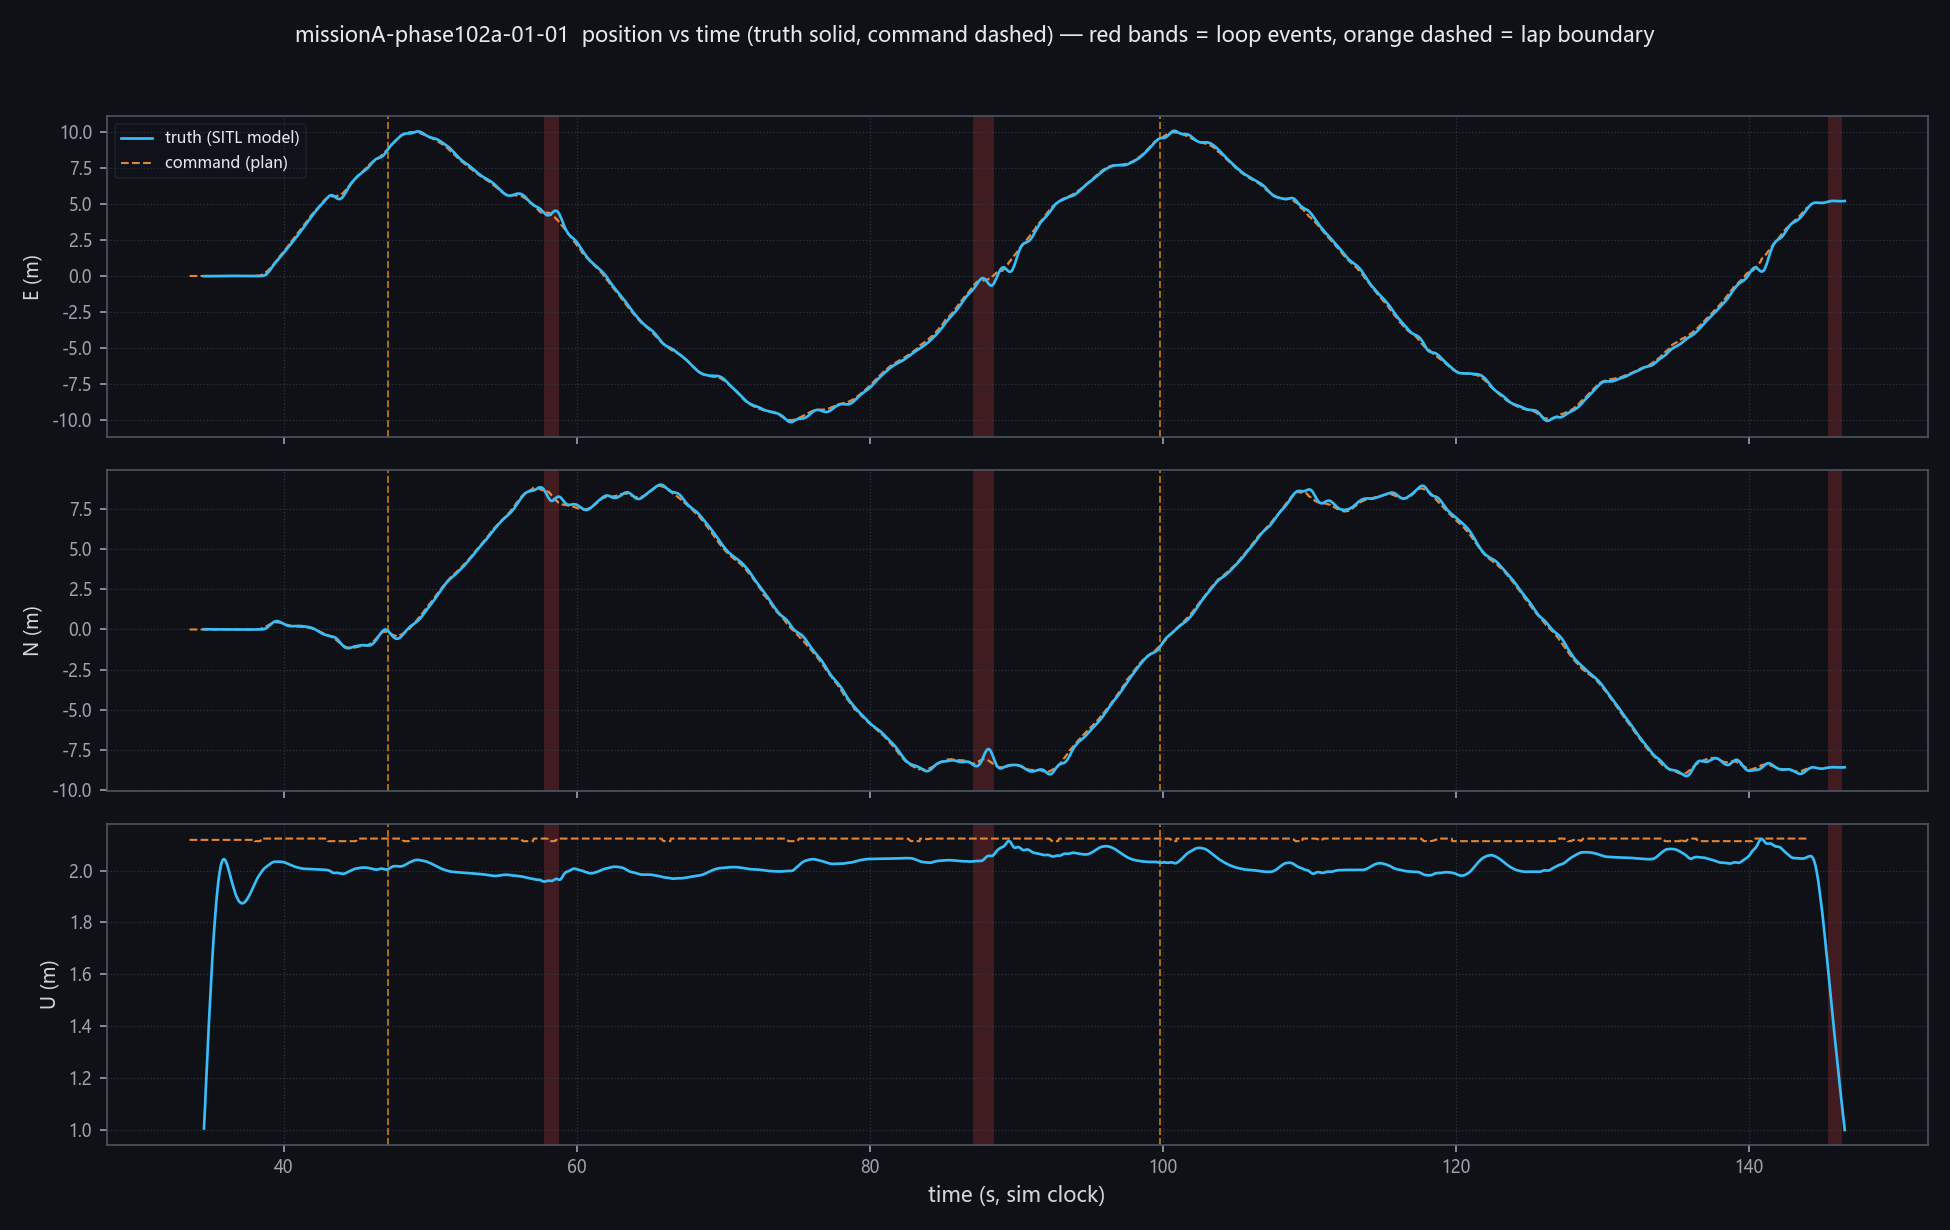 missionA-phase102a-01-01  position vs time (truth solid, command dashed) — red bands = loop events, orange dashed = lap boundary
truth (SITL model)
command (plan)
E (m)
10.0
7.5
5.0
2.5
0.0
-2.5
-5.0
-7.5
-10.0
N (m)
7.5
5.0
2.5
0.0
-2.5
-5.0
-7.5
-10.0
U (m)
2.0
1.8
1.6
1.4
1.2
1.0
40 60 80 100 120 140
time (s, sim clock)